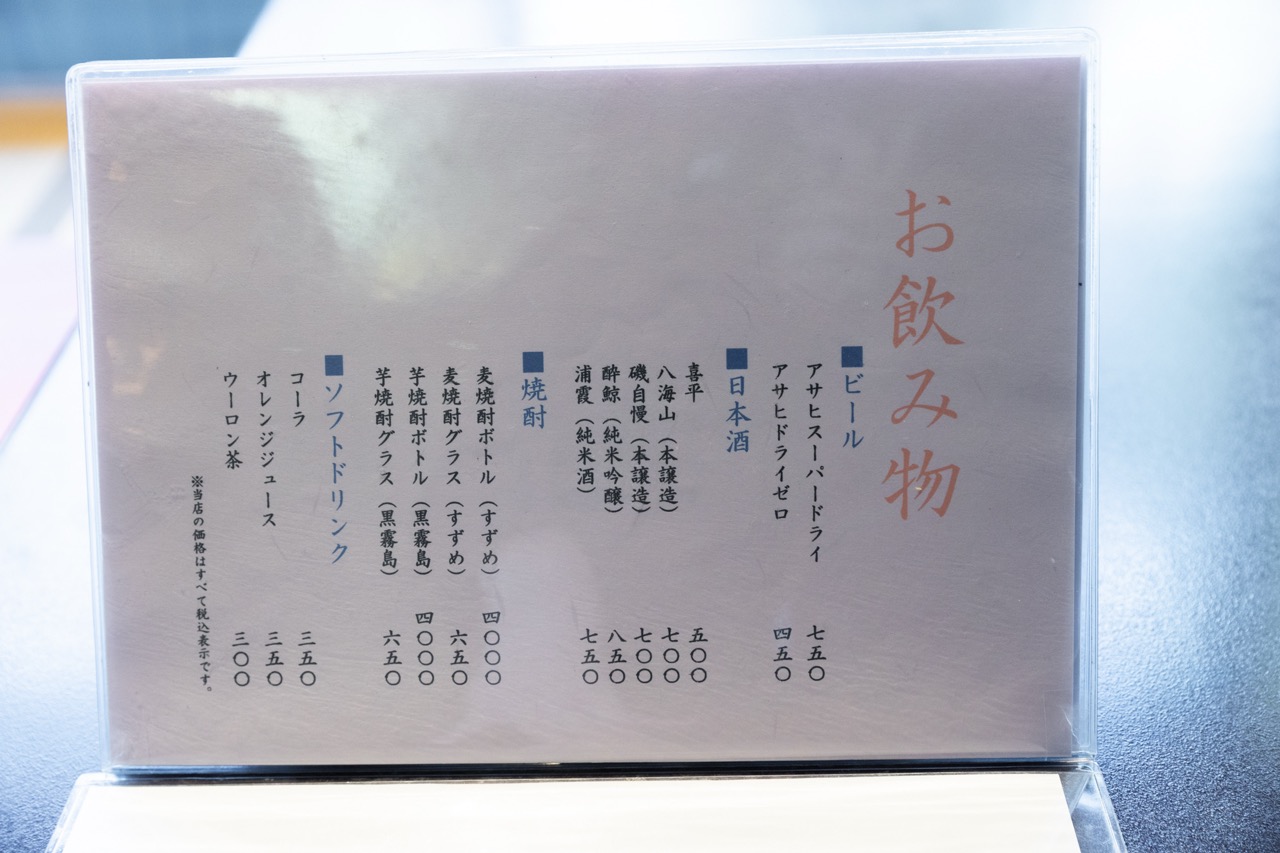 お飲み物
■ビール
アサヒスーパードライ 七五〇
アサヒドライゼロ 四五〇
■日本酒
喜平 五〇〇
八海山（本譲造） 七〇〇
磯自慢（本譲造） 七〇〇
酔鯨（純米吟醸） 八五〇
浦霞（純米酒） 七五〇
■焼酎
麦焼酎ボトル（すずめ） 四〇〇〇
麦焼酎グラス（すずめ） 六五〇
芋焼酎ボトル（黒霧島） 四〇〇〇
芋焼酎グラス（黒霧島） 六五〇
■ソフトドリンク
コーラ 三五〇
オレンジジュース 三五〇
ウーロン茶 三〇〇
※当店の価格はすべて税込表示です。